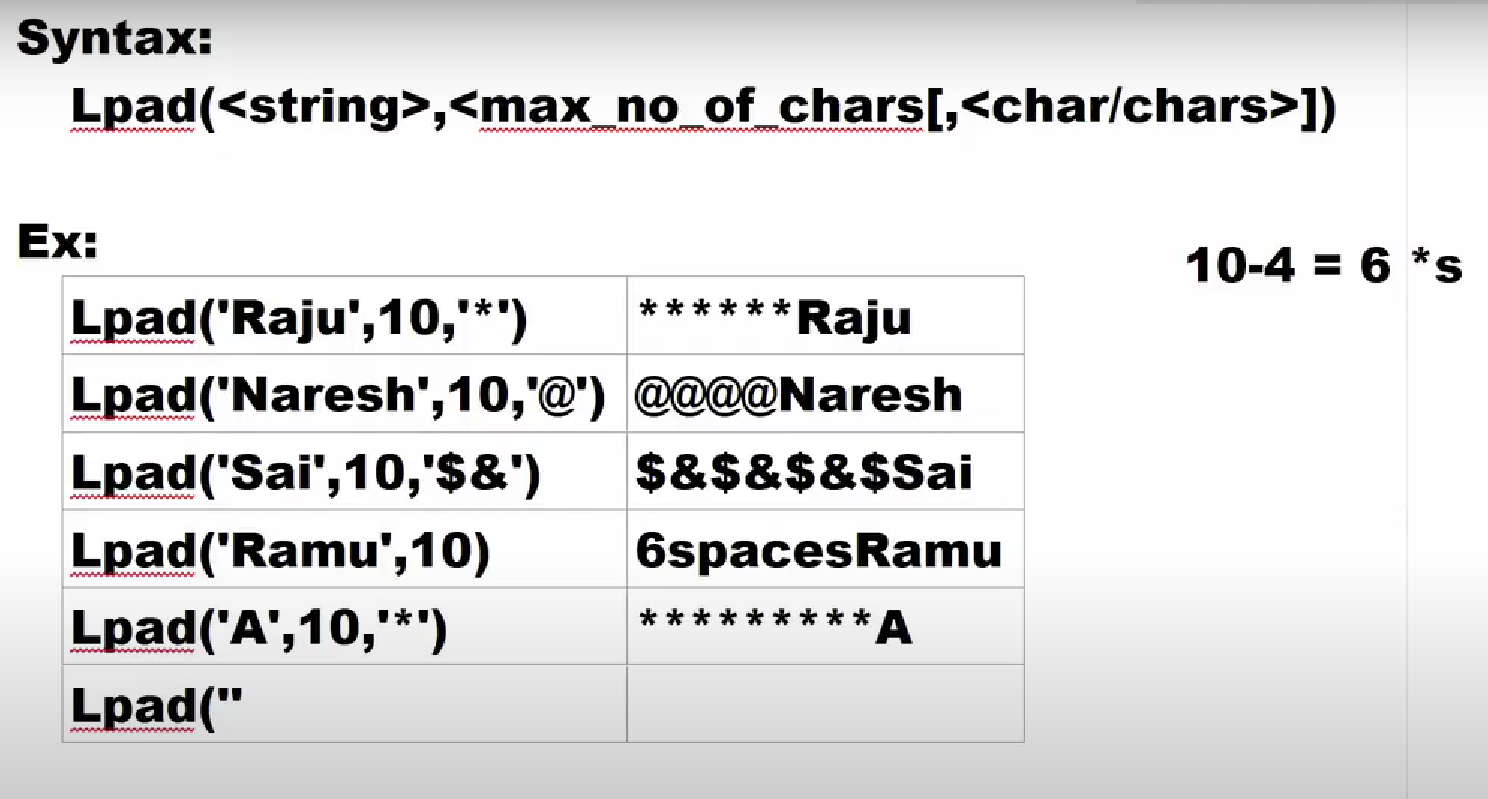 Syntax:
Lpad(<string>,<max_no_of_chars[,<char/chars>])
Ex:
10-4 = 6 *s
Lpad('Raju',10,'*') ******Raju
Lpad('Naresh',10,'@') @@@@Naresh
Lpad('Sai',10,'$&') $&$&$&$Sai
Lpad('Ramu',10) 6spacesRamu
Lpad('A',10,'*') *********A
Lpad(''